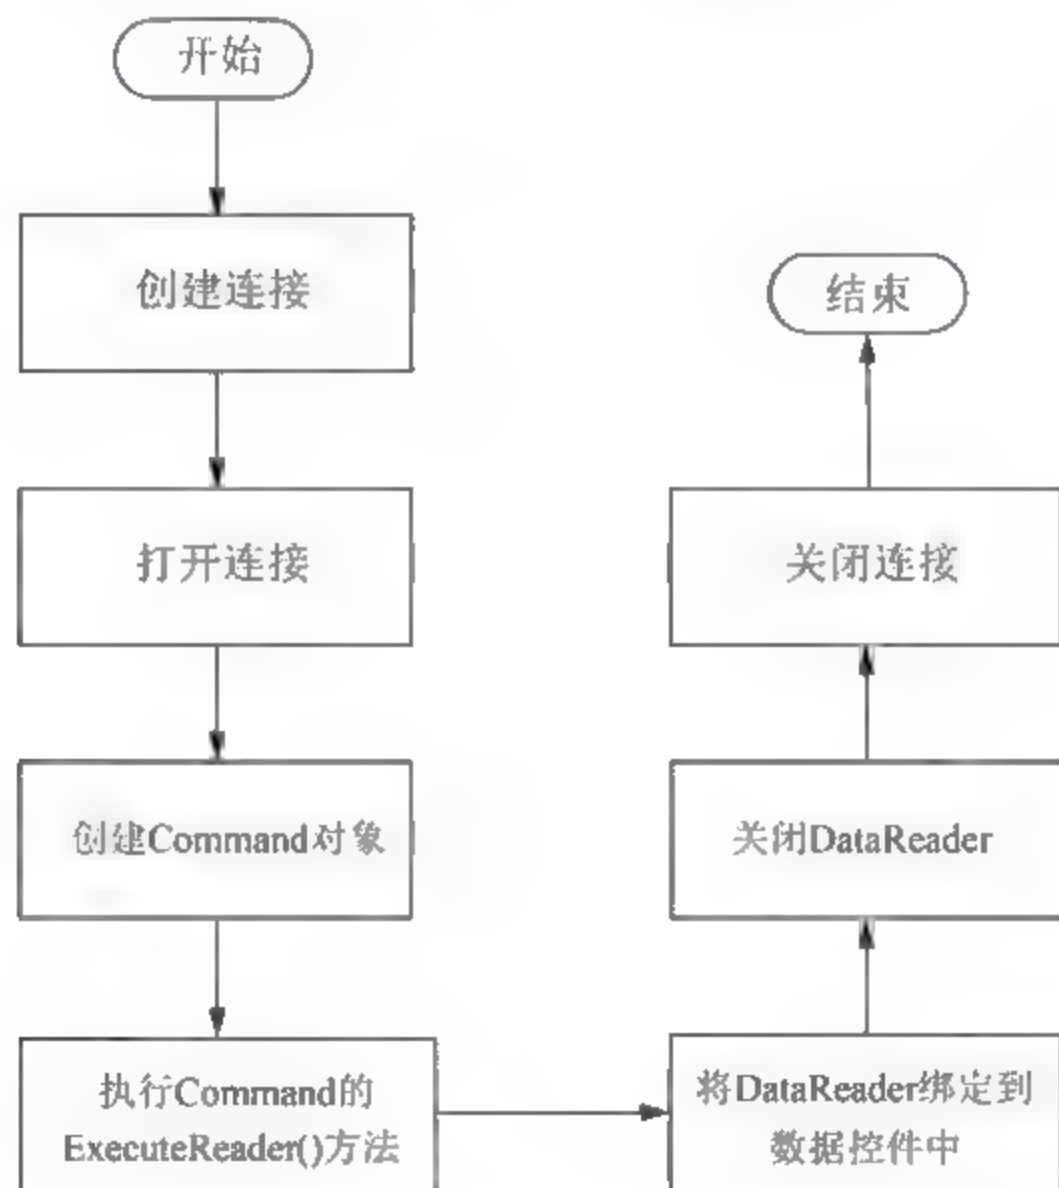 开始
创建连接
打开连接
创建Command对象
执行Command的
ExecuteReader()方法
将DataReader绑定到
数据控件中
关闭DataReader
关闭连接
结束